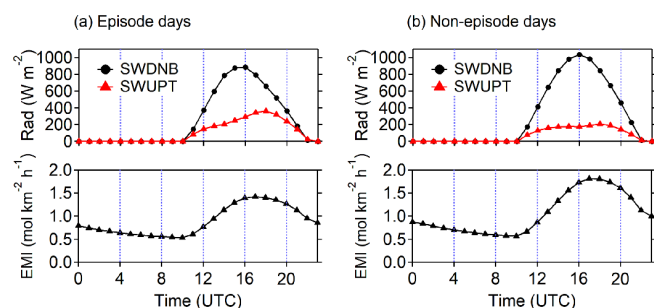 (a) Episode days
(b) Non-episode days
Rad (W m-2)
1000
800
600
400
200
0
SWDNB
SWUPT
Rad (W m-2)
1000
800
600
400
200
0
SWDNB
SWUPT
EMI (mol km-2 h-1)
2.0
1.5
1.0
0.5
0.0
0 4 8 12 16 20
Time (UTC)
EMI (mol km-2 h-1)
2.0
1.5
1.0
0.5
0.0
0 4 8 12 16 20
Time (UTC)